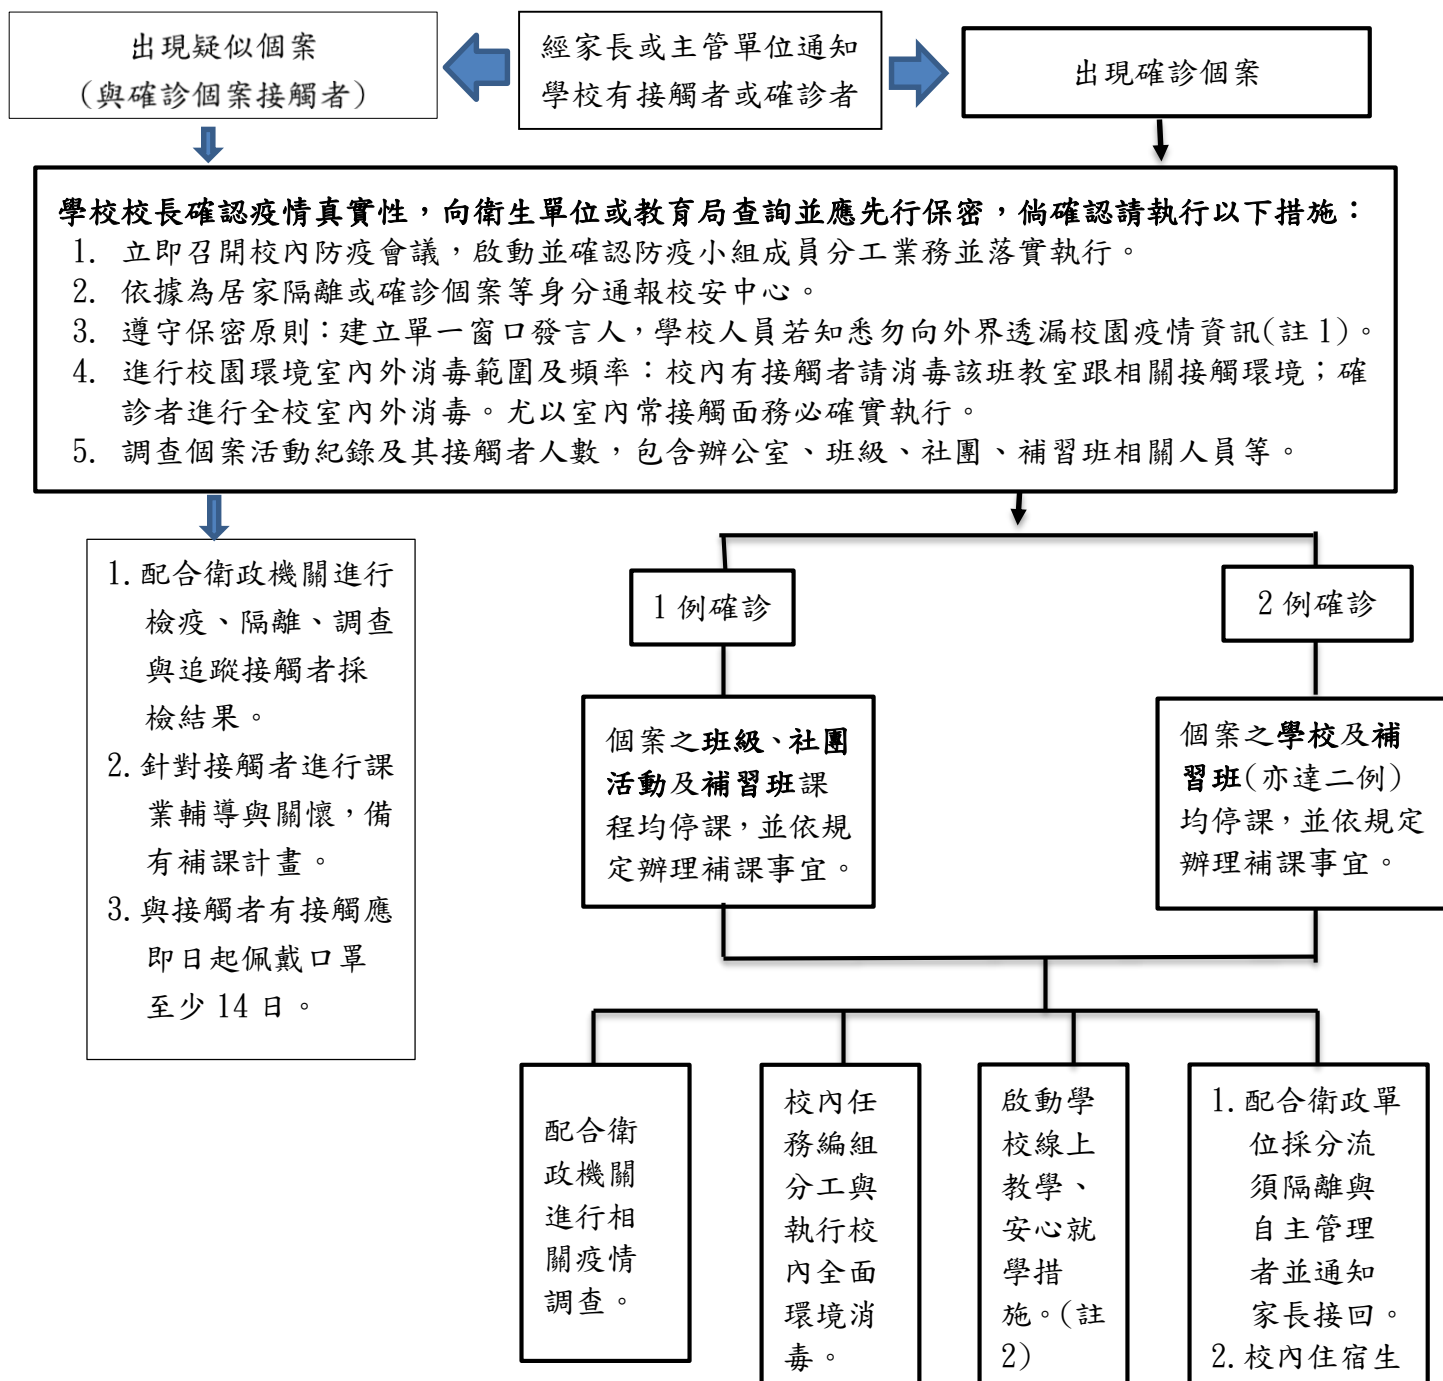 出現疑似個案
(與確診個案接觸者)
經家長或主管單位通知
學校有接觸者或確診者
出現確診個案
學校校長確認疫情真實性，向衛生單位或教育局查詢並應先行保密，倘確認請執行以下措施：
1. 立即召開校內防疫會議，啟動並確認防疫小組成員分工業務並落實執行。
2. 依據為居家隔離或確診個案等身分通報校安中心。
3. 遵守保密原則：建立單一窗口發言人，學校人員若知悉勿向外界透漏校園疫情資訊(註1)。
4. 進行校園環境室內外消毒範圍及頻率：校內有接觸者請消毒該班教室跟相關接觸環境；確
診者進行全校室內外消毒。尤以室內常接觸面務必確實執行。
5. 調查個案活動紀錄及其接觸者人數，包含辦公室、班級、社團、補習班相關人員等。
1. 配合衛政機關進行
檢疫、隔離、調查
與追蹤接觸者採
檢結果。
2. 針對接觸者進行課
業輔導與關懷，備
有補課計畫。
3. 與接觸者有接觸應
即日起佩戴口罩
至少14日。
1例確診
2例確診
個案之班級、社團
活動及補習班課
程均停課，並依規
定辦理補課事宜。
個案之學校及補
習班(亦達二例)
均停課，並依規定
辦理補課事宜。
配合衛
政機關
進行相
關疫情
調查。
校內任
務編組
分工與
執行校
內全面
環境消
毒。
啟動學
校線上
教學、
安心就
學措
施。(註
2)
1. 配合衛政單
位採分流
須隔離與
自主管理
者並通知
家長接回。
2. 校內住宿生